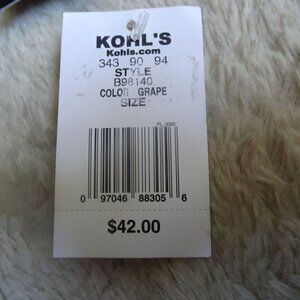 KOHL'S
Kohls.com
343 90 94
STYLE
B98140
COLOR GRAPE
SIZE
0 97046 88305 6
$42.00